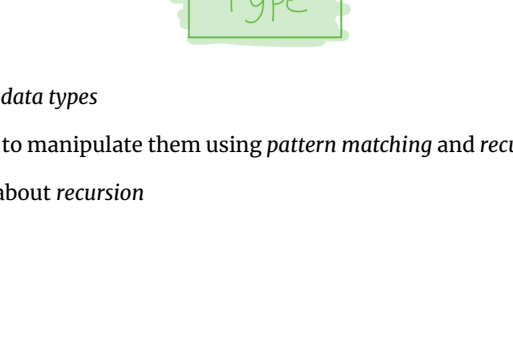 Type
data types
to manipulate them using pattern matching and recu
about recursion